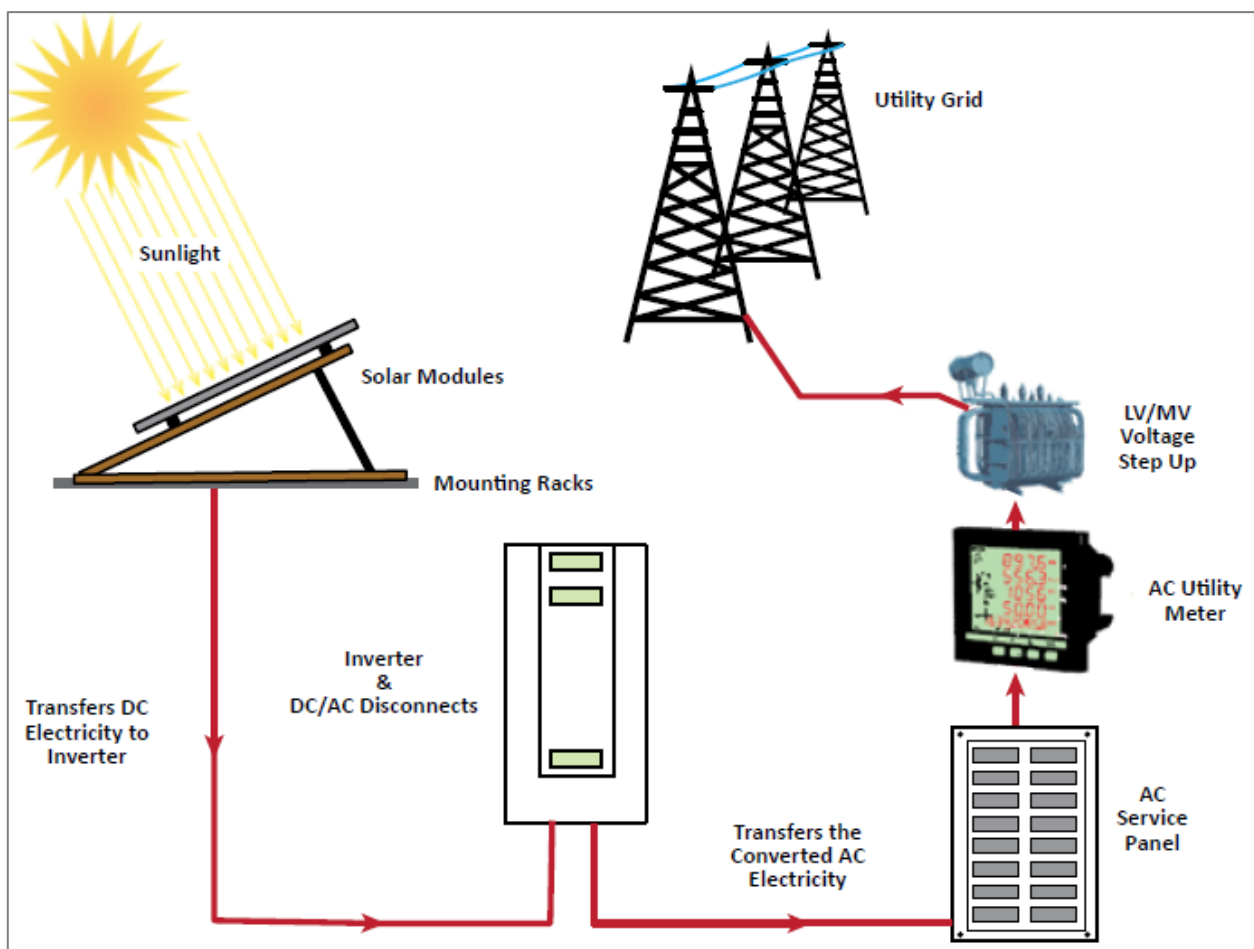 Utility Grid
Sunlight
Solar Modules
Mounting Racks
LV/MV
Voltage
Step Up
AC Utility
Meter
Inverter
&
DC/AC Disconnects
Transfers DC
Electricity to
Inverter
AC
Service
Panel
Transfers the
Converted AC
Electricity